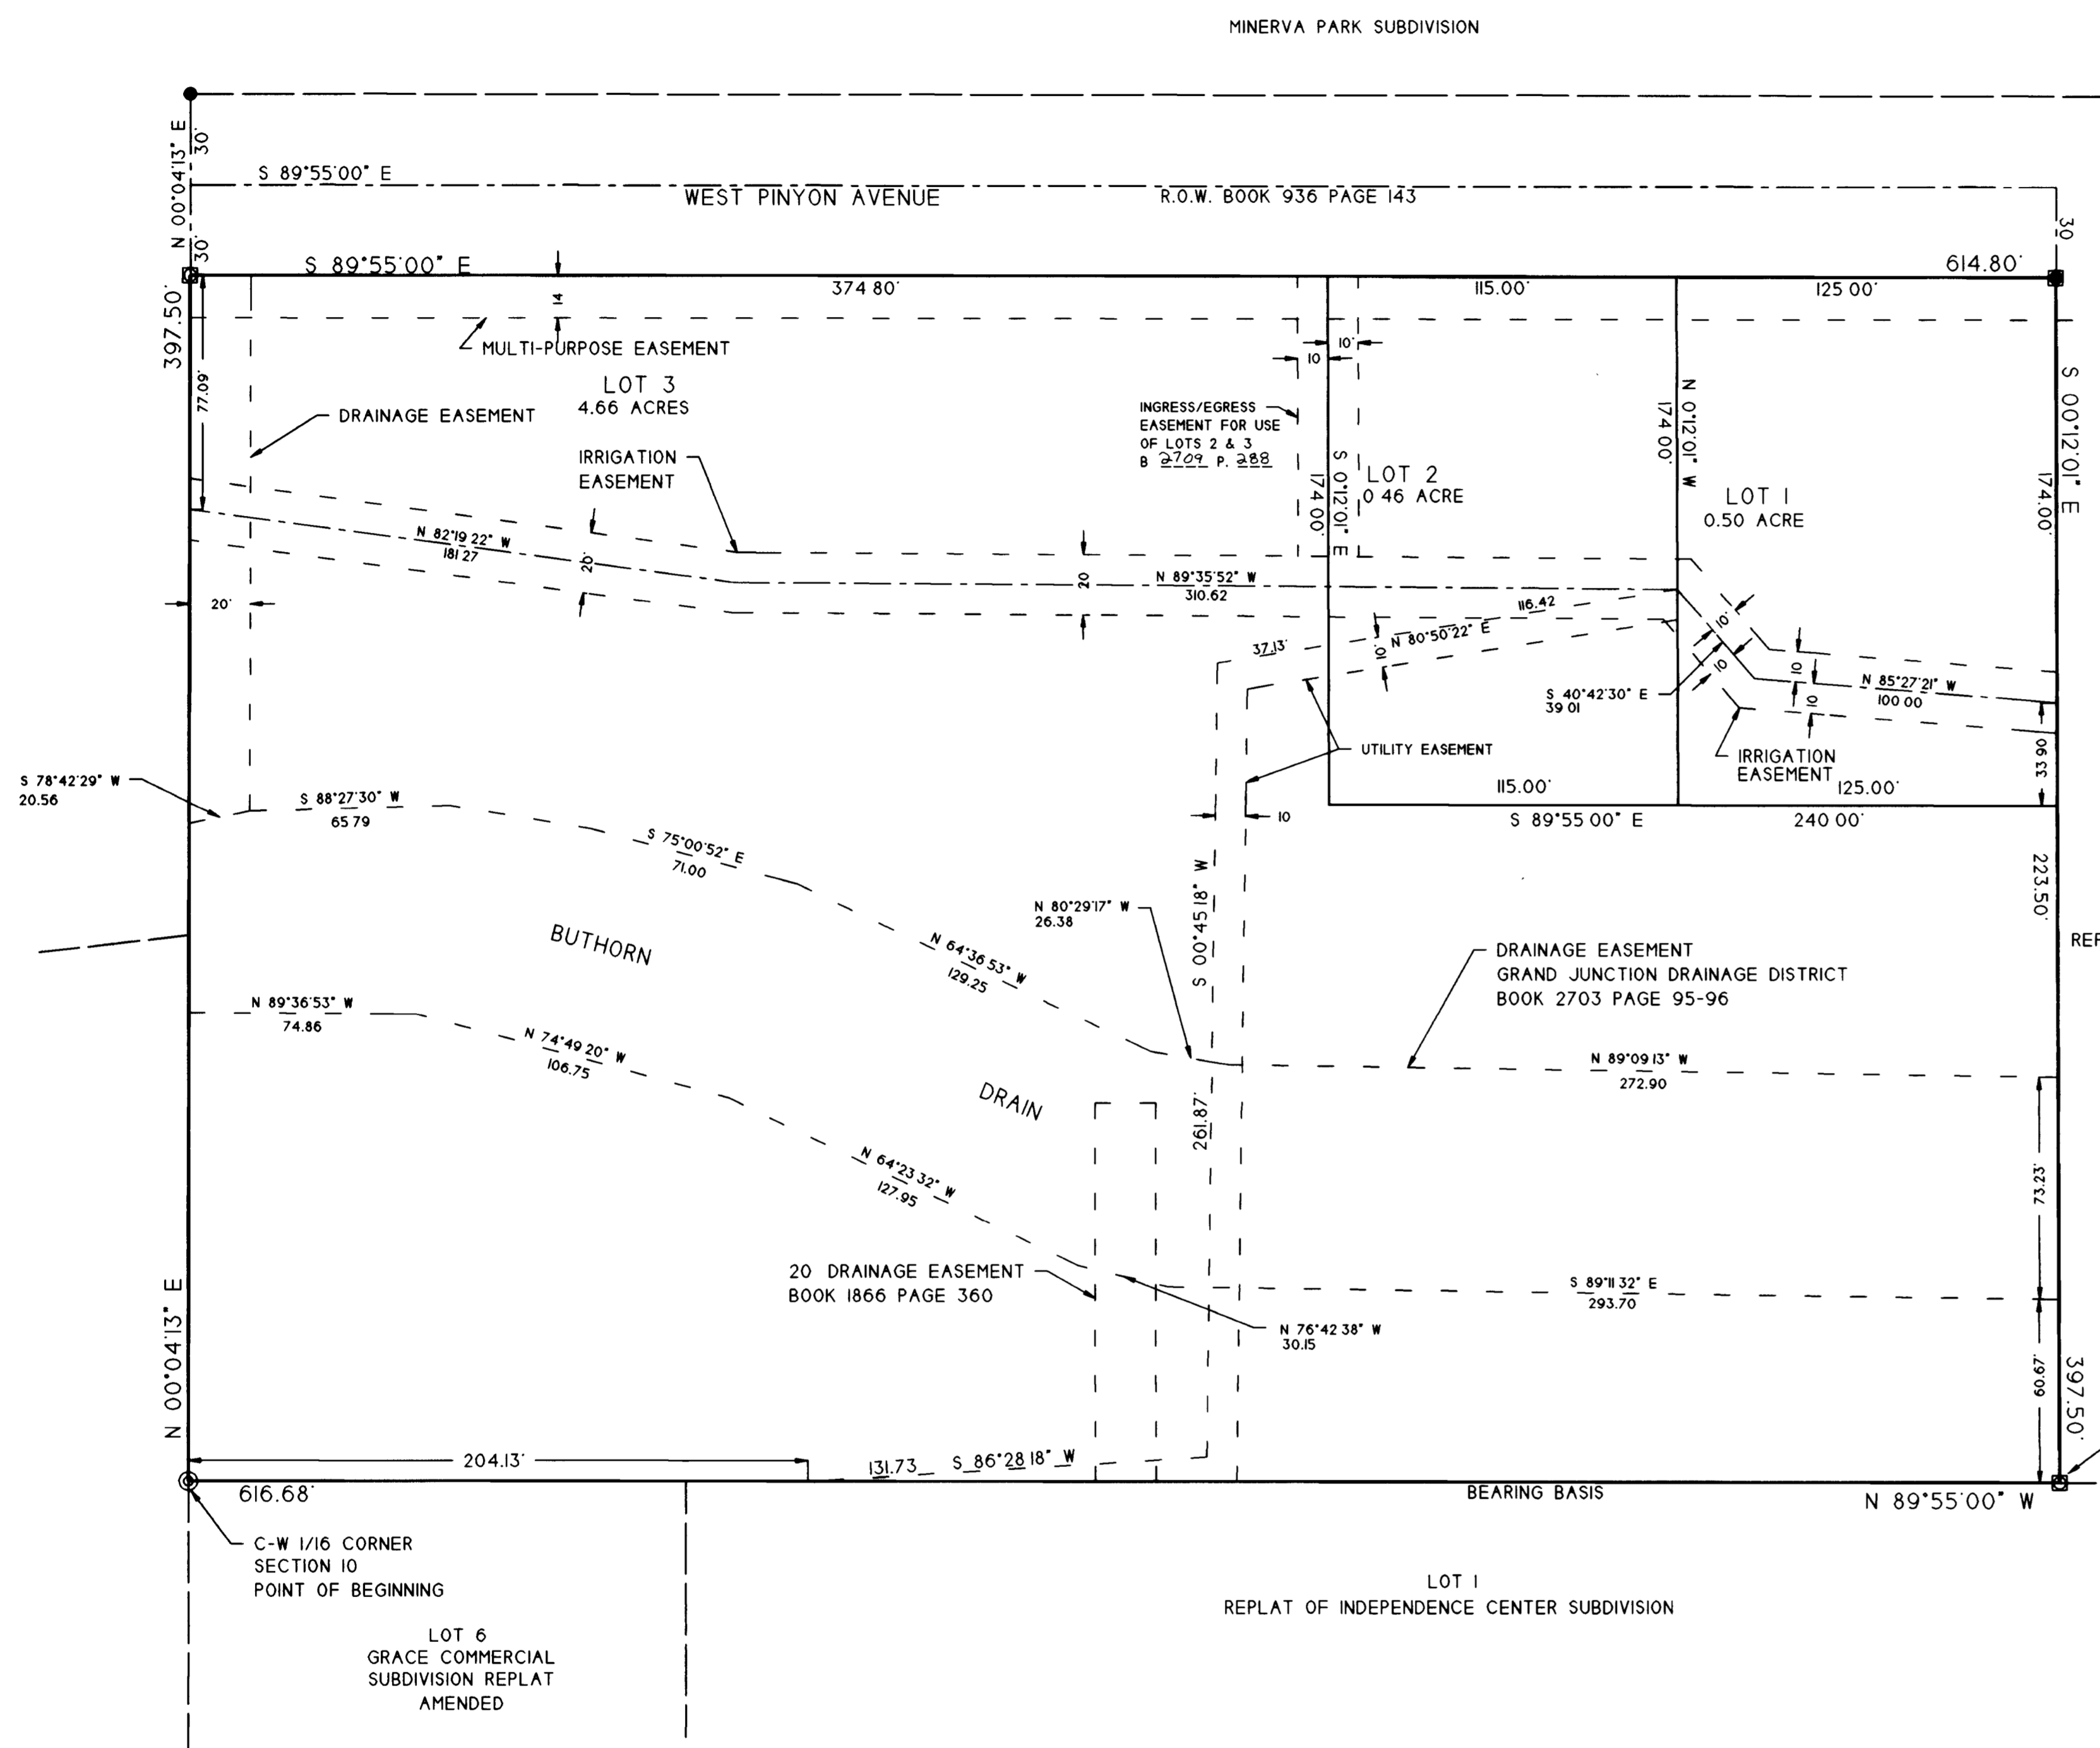 MINERVA PARK SUBDIVISION
N 00°04'13" E
30'
S 89°55'00" E
WEST PINYON AVENUE
R.O.W. BOOK 936 PAGE 143
30'
30
S 89°55'00" E
614.80'
374 80'
115.00'
125 00'
397.50'
14
MULTI-PURPOSE EASEMENT
10'
10
77.09'
LOT 3
4.66 ACRES
DRAINAGE EASEMENT
INGRESS/EGRESS
EASEMENT FOR USE
OF LOTS 2 & 3
B 2709 P. 288
IRRIGATION
EASEMENT
S 0°12'01" E
174.00'
LOT 2
0 46 ACRE
N 0°12'01" W
174 00'
LOT 1
0.50 ACRE
S 00°12'01" E
174.00'
N 82°19 22" W
181 27
20'
20
N 89°35'52" W
310.62
20'
116.42
37.13'
N 80°50'22" E
10'
10'
10
S 40°42'30" E
39 01
10
10
N 85°27'21" W
100 00
UTILITY EASEMENT
IRRIGATION
EASEMENT
33 90
S 78°42'29" W
20.56
S 88°27'30" W
65 79
115.00'
125.00'
10
S 89°55 00" E
240 00'
S 75°00'52" E
71.00
S 00°45'18" W
223.50'
N 80°29'17" W
26.38
BUTHORN
N 64°36 53" W
129.25
DRAINAGE EASEMENT
GRAND JUNCTION DRAINAGE DISTRICT
BOOK 2703 PAGE 95-96
REF
N 89°36'53" W
74.86
N 74°49 20" W
106.75
N 89°09 13" W
272.90
DRAIN
261.87'
73.23'
N 64°23 32" W
127.95
20 DRAINAGE EASEMENT
BOOK 1866 PAGE 360
S 89°11 32" E
293.70
N 76°42 38" W
30.15
N 00°04'13" E
60.67'
397.50'
204.13'
131.73
S 86°28 18" W
616.68'
BEARING BASIS
N 89°55'00" W
C-W 1/16 CORNER
SECTION 10
POINT OF BEGINNING
LOT 1
REPLAT OF INDEPENDENCE CENTER SUBDIVISION
LOT 6
GRACE COMMERCIAL
SUBDIVISION REPLAT
AMENDED